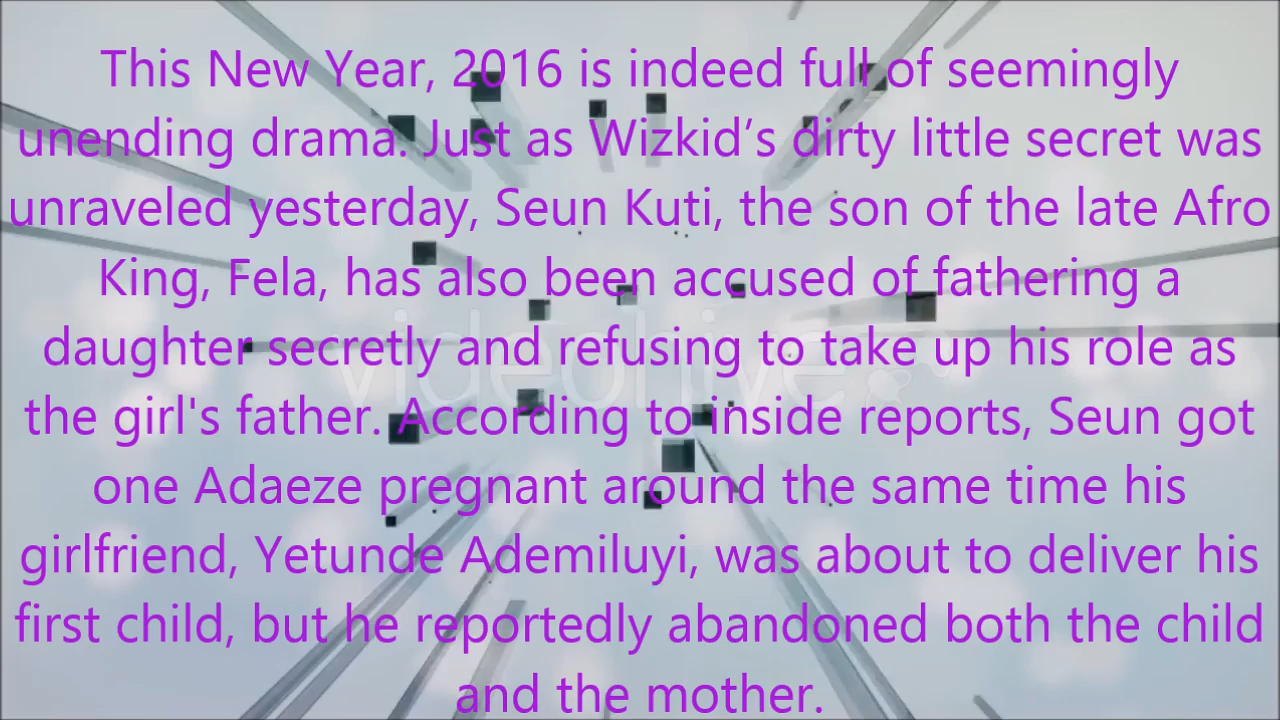 This New Year, 2016 is indeed full of seemingly
unending drama. Just as Wizkid’s dirty little secret was
unraveled yesterday, Seun Kuti, the son of the late Afro
King, Fela, has also been accused of fathering a
daughter secretly and refusing to take up his role as
videohive
the girl's father. According to inside reports, Seun got
one Adaeze pregnant around the same time his
girlfriend, Yetunde Ademiluyi, was about to deliver his
first child, but he reportedly abandoned both the child
and the mother.